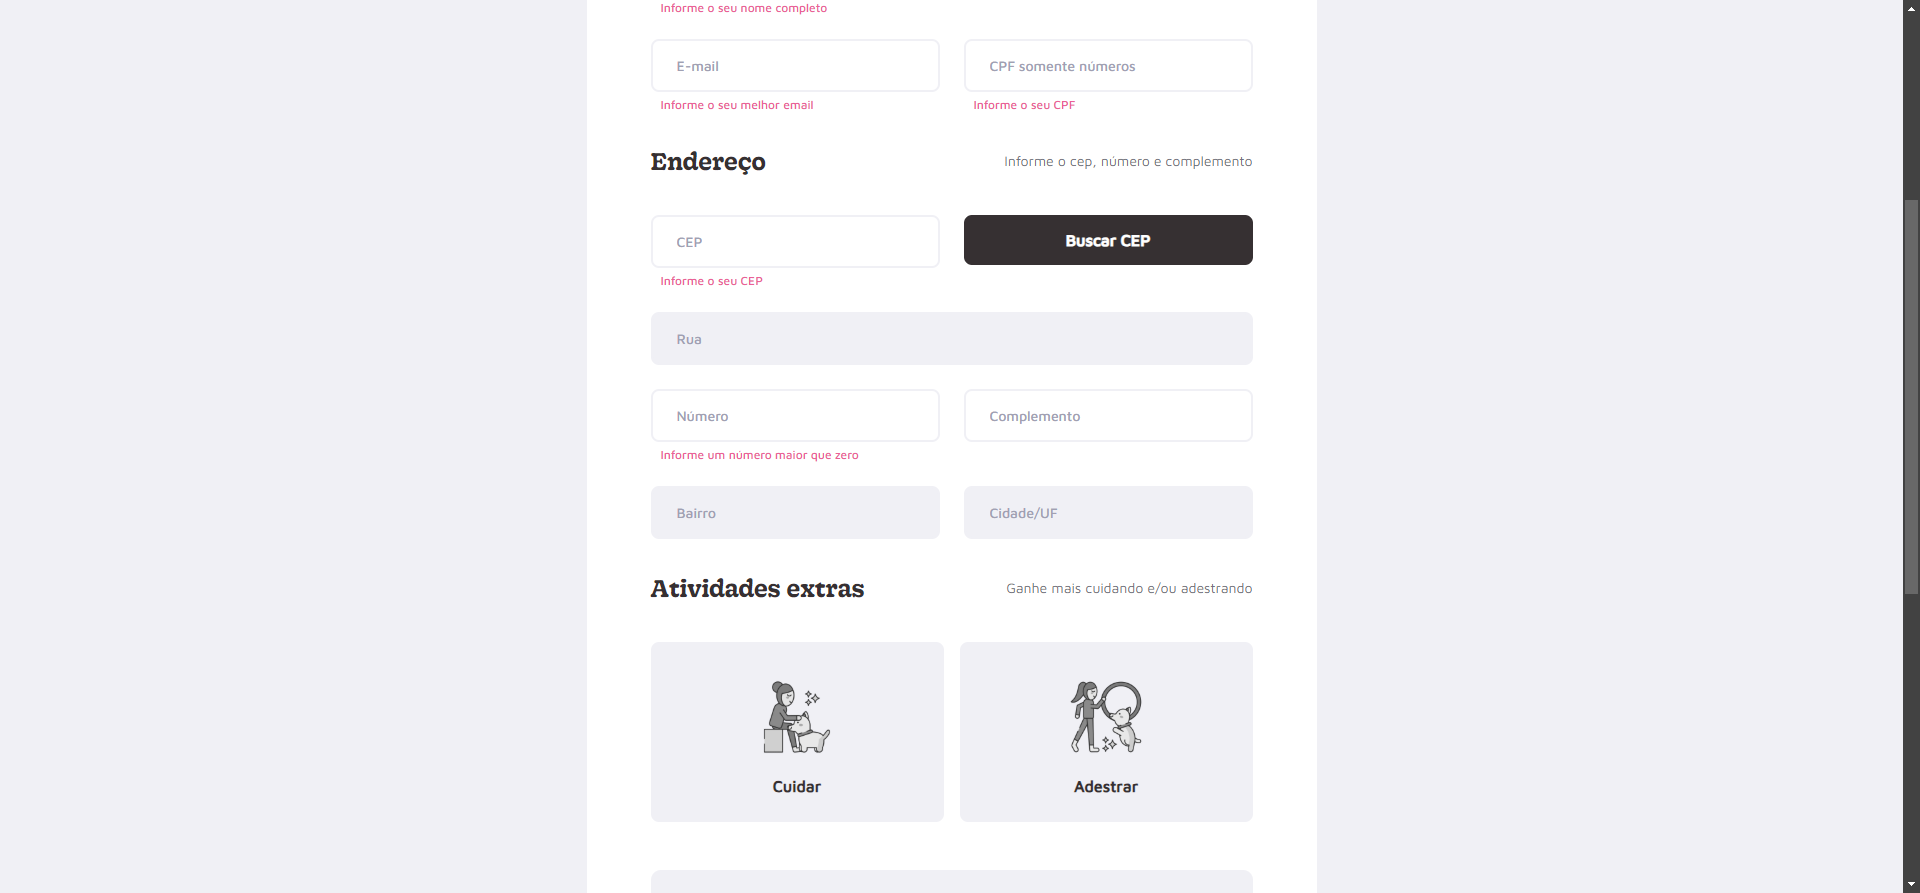 Informe o seu nome completo
E-mail
CPF somente números
Informe o seu melhor email
Informe o seu CPF
Endereço
Informe o cep, número e complemento
CEP
Buscar CEP
Informe o seu CEP
Rua
Número
Complemento
Informe um número maior que zero
Bairro
Cidade/UF
Atividades extras
Ganhe mais cuidando e/ou adestrando
Cuidar
Adestrar